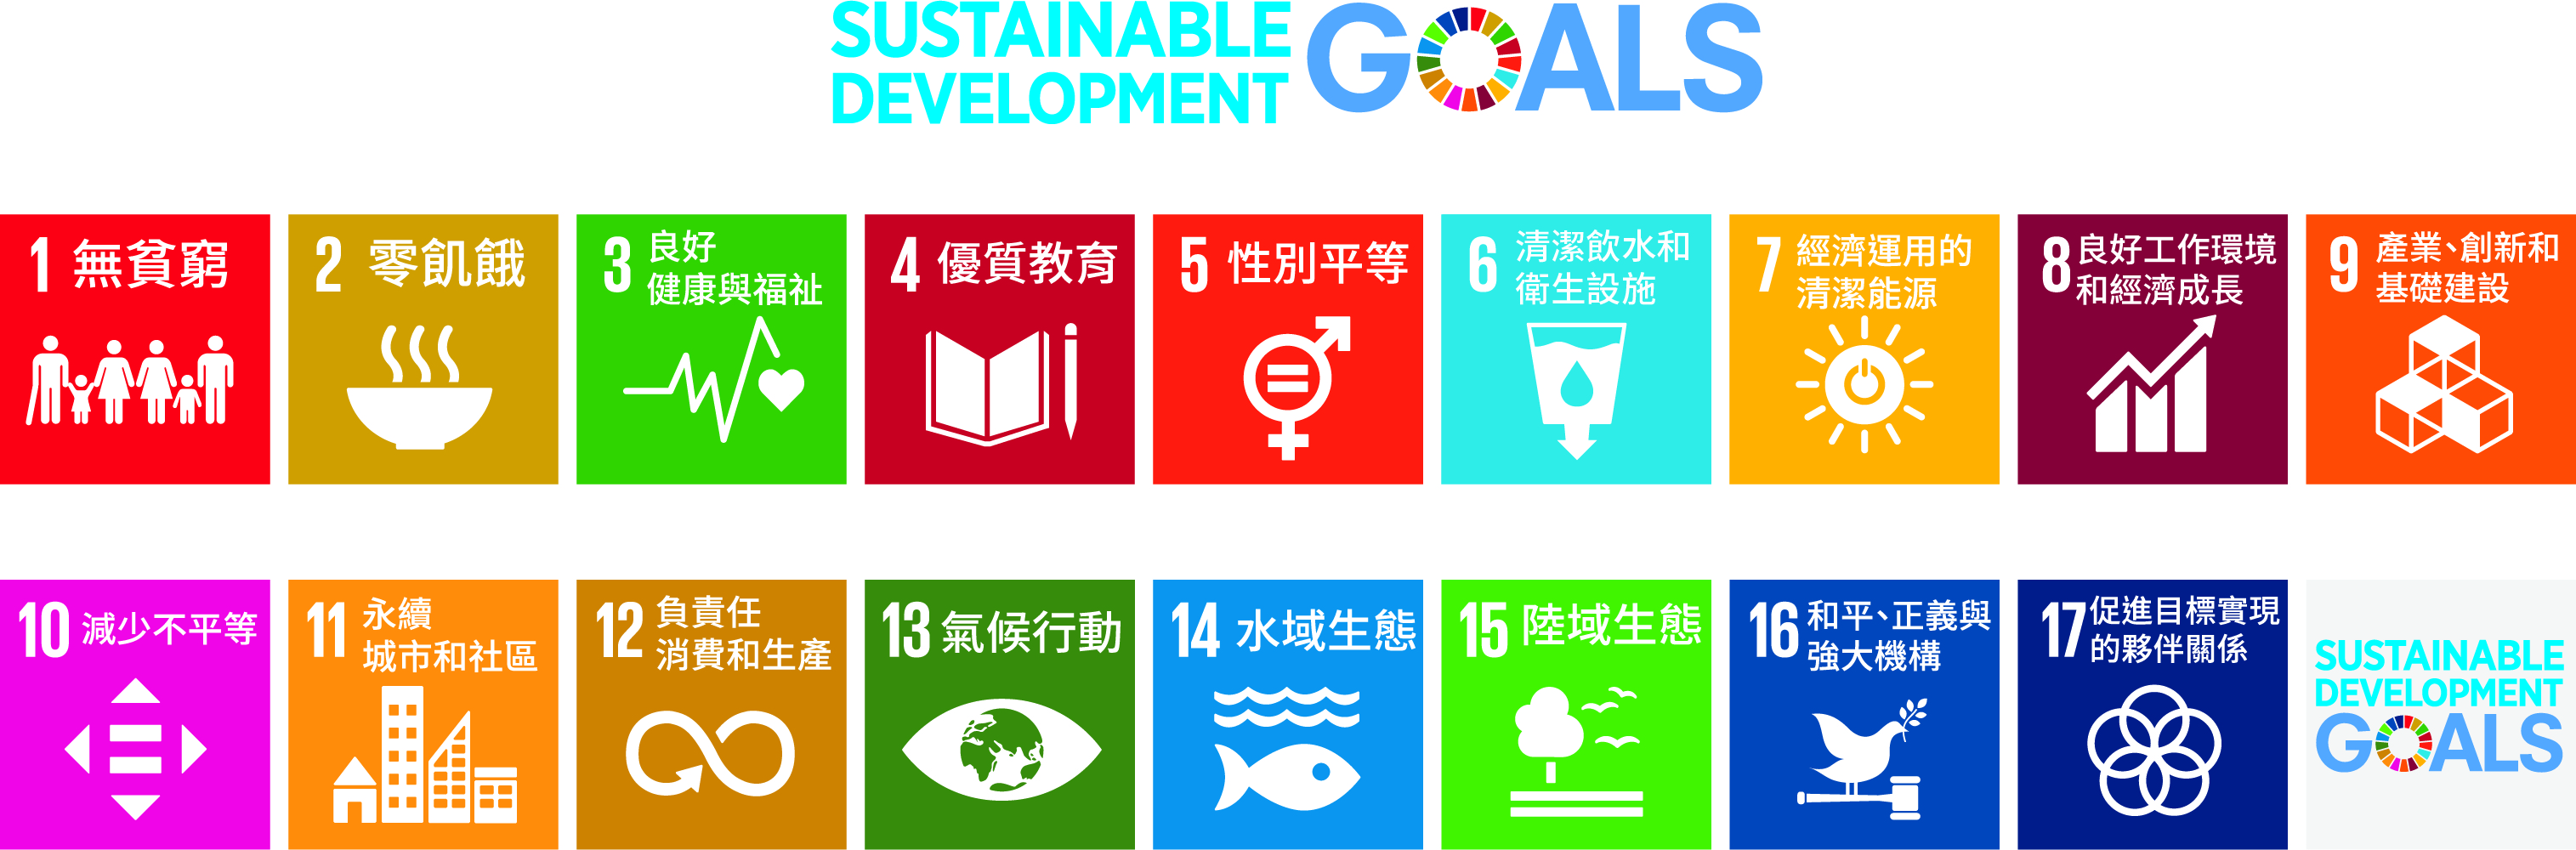 SUSTAINABLE
DEVELOPMENT
GOALS
1 無貧窮
2 零飢餓
3 良好
健康與福祉
4 優質教育
5 性別平等
6 清潔飲水和
衛生設施
7 經濟運用的
清潔能源
8 良好工作環境
和經濟成長
9 產業、創新和
基礎建設
10 減少不平等
11 永續
城市和社區
12 負責任
消費和生產
13 氣候行動
14 水域生態
15 陸域生態
16 和平、正義與
強大機構
17 促進目標實現
的夥伴關係
SUSTAINABLE
DEVELOPMENT
GOALS